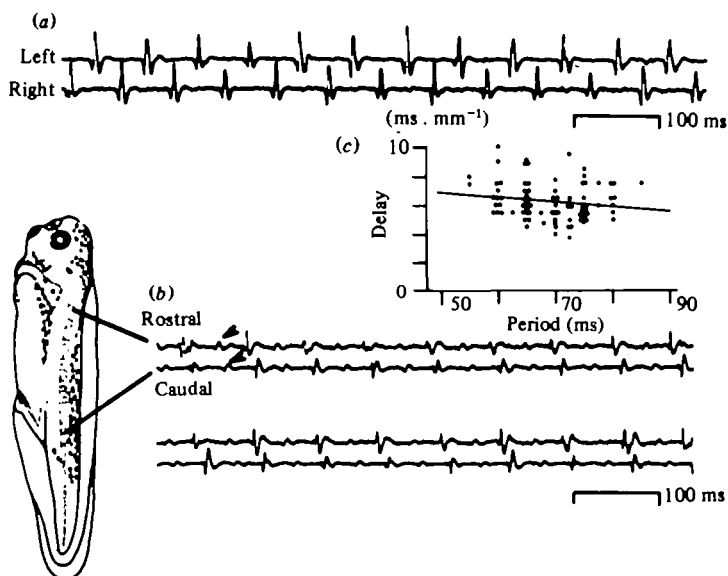 (a)
Left
Right
100 ms
(ms . mm⁻¹)
(c)
10
Delay
0
50
70
90
Period (ms)
(b)
Rostral
Caudal
100 ms